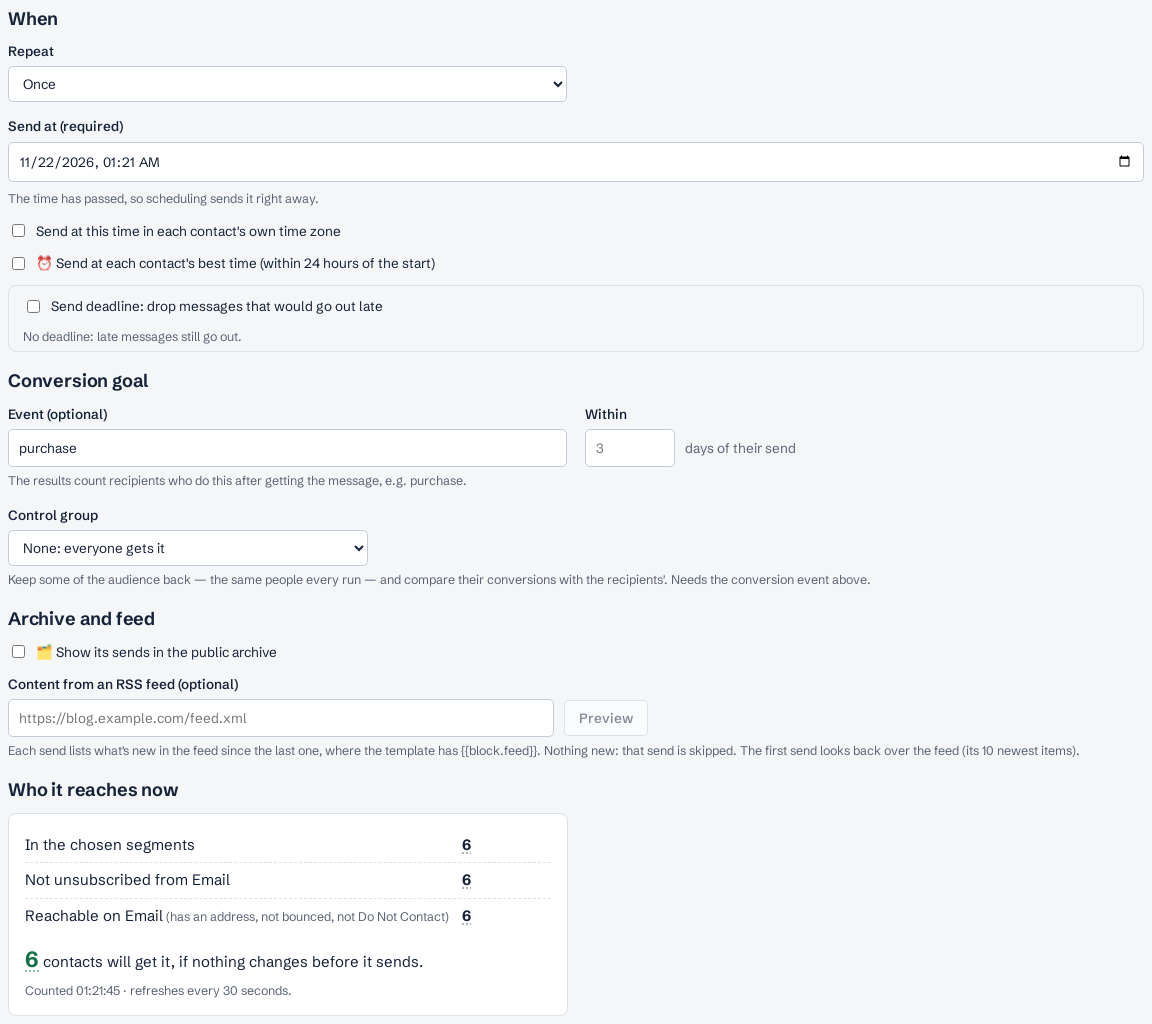 When
Repeat
Once
Send at (required)
11/22/2026, 01:21 AM
The time has passed, so scheduling sends it right away.
Send at this time in each contact's own time zone
⏰ Send at each contact's best time (within 24 hours of the start)
Send deadline: drop messages that would go out late
No deadline: late messages still go out.
Conversion goal
Event (optional) Within
purchase 3 days of their send
The results count recipients who do this after getting the message, e.g. purchase.
Control group
None: everyone gets it
Keep some of the audience back — the same people every run — and compare their conversions with the recipients'. Needs the conversion event above.
Archive and feed
🗂️ Show its sends in the public archive
Content from an RSS feed (optional)
https://blog.example.com/feed.xml Preview
Each send lists what's new in the feed since the last one, where the template has {{block.feed}}. Nothing new: that send is skipped. The first send looks back over the feed (its 10 newest items).
Who it reaches now
In the chosen segments 6
Not unsubscribed from Email 6
Reachable on Email (has an address, not bounced, not Do Not Contact) 6
6 contacts will get it, if nothing changes before it sends.
Counted 01:21:45 · refreshes every 30 seconds.